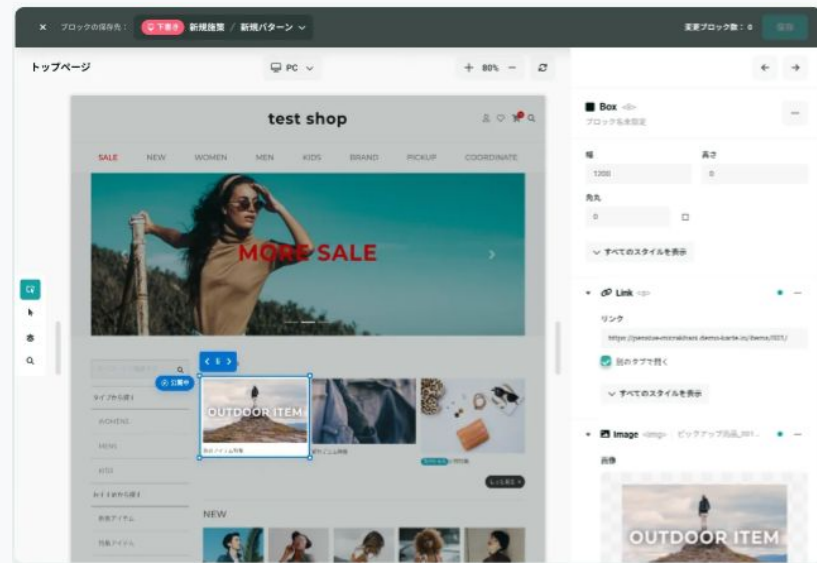 × ブロックの保存先： 下書き 新規施策 / 新規パターン
変更ブロック数：0 保存
トップページ
PC
+ 80% −
test shop
SALE NEW WOMEN MEN KIDS BRAND PICKUP COORDINATE
MORE SALE
公開中
OUTDOOR ITEM
WOMENS
MENS
KIDS
NEW
Box <li>
ブロック名未設定
幅 高さ
1200 0
角丸
0
すべてのスタイルを表示
Link <a>
リンク
別のタブで開く
すべてのスタイルを表示
Image <img>
画像
OUTDOOR ITEM